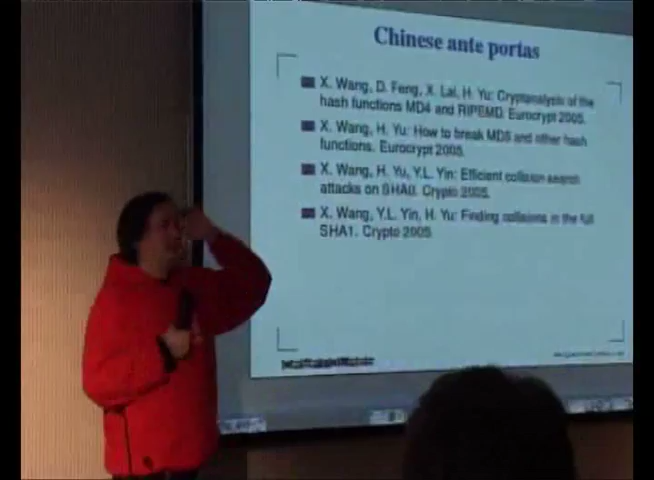 Chinese ante portas
X. Wang, D. Feng, X. Lai, H. Yu: Cryptanalysis of the
hash functions MD4 and RIPEMD. Eurocrypt 2005.
X. Wang, H. Yu: How to break MD5 and other hash
functions. Eurocrypt 2005.
X. Wang, H. Yu, Y.L. Yin: Efficient collision search
attacks on SHA0. Crypto 2005.
X. Wang, Y.L. Yin, H. Yu: Finding collisions in the full
SHA1. Crypto 2005.